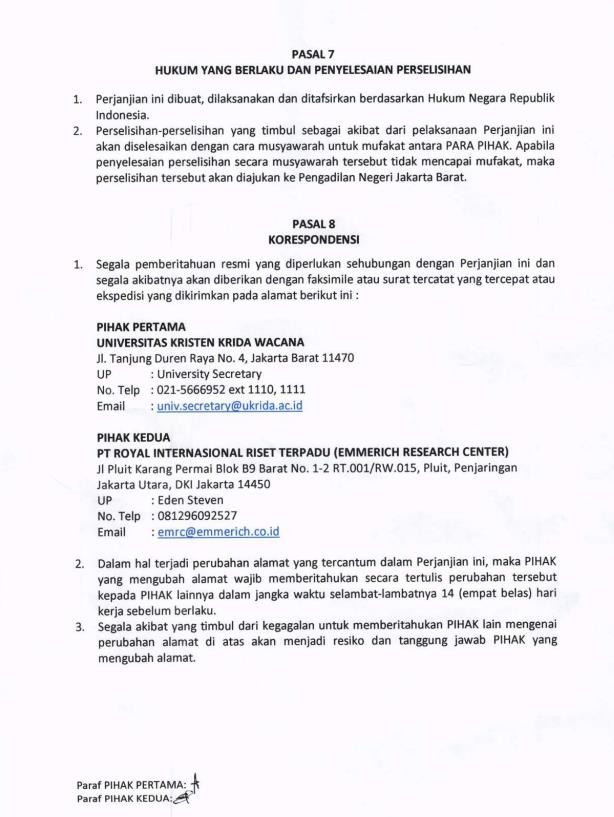 PASAL 7
HUKUM YANG BERLAKU DAN PENYELESAIAN PERSELISIHAN
1. Perjanjian ini dibuat, dilaksanakan dan ditafsirkan berdasarkan Hukum Negara Republik
Indonesia.
2. Perselisihan-perselisihan yang timbul sebagai akibat dari pelaksanaan Perjanjian ini
akan diselesaikan dengan cara musyawarah untuk mufakat antara PARA PIHAK. Apabila
penyelesaian perselisihan secara musyawarah tersebut tidak mencapai mufakat, maka
perselisihan tersebut akan diajukan ke Pengadilan Negeri Jakarta Barat.
PASAL 8
KORESPONDENSI
1. Segala pemberitahuan resmi yang diperlukan sehubungan dengan Perjanjian ini dan
segala akibatnya akan diberikan dengan faksimile atau surat tercatat yang tercepat atau
ekspedisi yang dikirimkan pada alamat berikut ini :
PIHAK PERTAMA
UNIVERSITAS KRISTEN KRIDA WACANA
Jl. Tanjung Duren Raya No. 4, Jakarta Barat 11470
UP : University Secretary
No. Telp : 021-5666952 ext 1110, 1111
Email : univ.secretary@ukrida.ac.id
PIHAK KEDUA
PT ROYAL INTERNASIONAL RISET TERPADU (EMMERICH RESEARCH CENTER)
Jl Pluit Karang Permai Blok B9 Barat No. 1-2 RT.001/RW.015, Pluit, Penjaringan
Jakarta Utara, DKI Jakarta 14450
UP : Eden Steven
No. Telp : 081296092527
Email : emrc@emmerich.co.id
2. Dalam hal terjadi perubahan alamat yang tercantum dalam Perjanjian ini, maka PIHAK
yang mengubah alamat wajib memberitahukan secara tertulis perubahan tersebut
kepada PIHAK lainnya dalam jangka waktu selambat-lambatnya 14 (empat belas) hari
kerja sebelum berlaku.
3. Segala akibat yang timbul dari kegagalan untuk memberitahukan PIHAK lain mengenai
perubahan alamat di atas akan menjadi resiko dan tanggung jawab PIHAK yang
mengubah alamat.
Paraf PIHAK PERTAMA:
Paraf PIHAK KEDUA: